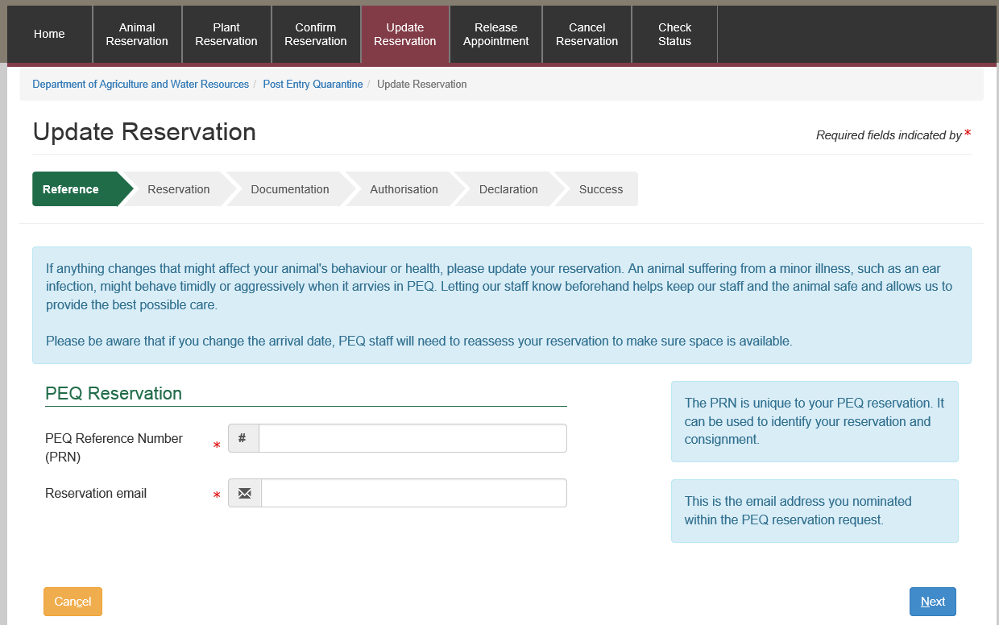 Home
Animal
Reservation
Plant
Reservation
Confirm
Reservation
Update
Reservation
Release
Appointment
Cancel
Reservation
Check
Status
Department of Agriculture and Water Resources / Post Entry Quarantine / Update Reservation
Update Reservation
Required fields indicated by *
Reference
Reservation
Documentation
Authorisation
Declaration
Success
If anything changes that might affect your animal's behaviour or health, please update your reservation. An animal suffering from a minor illness, such as an ear
infection, might behave timidly or aggressively when it arrvies in PEQ. Letting our staff know beforehand helps keep our staff and the animal safe and allows us to
provide the best possible care.
Please be aware that if you change the arrival date, PEQ staff will need to reassess your reservation to make sure space is available.
PEQ Reservation
PEQ Reference Number
(PRN)
* #
Reservation email *
The PRN is unique to your PEQ reservation. It
can be used to identify your reservation and
consignment.
This is the email address you nominated
within the PEQ reservation request.
Cancel
Next